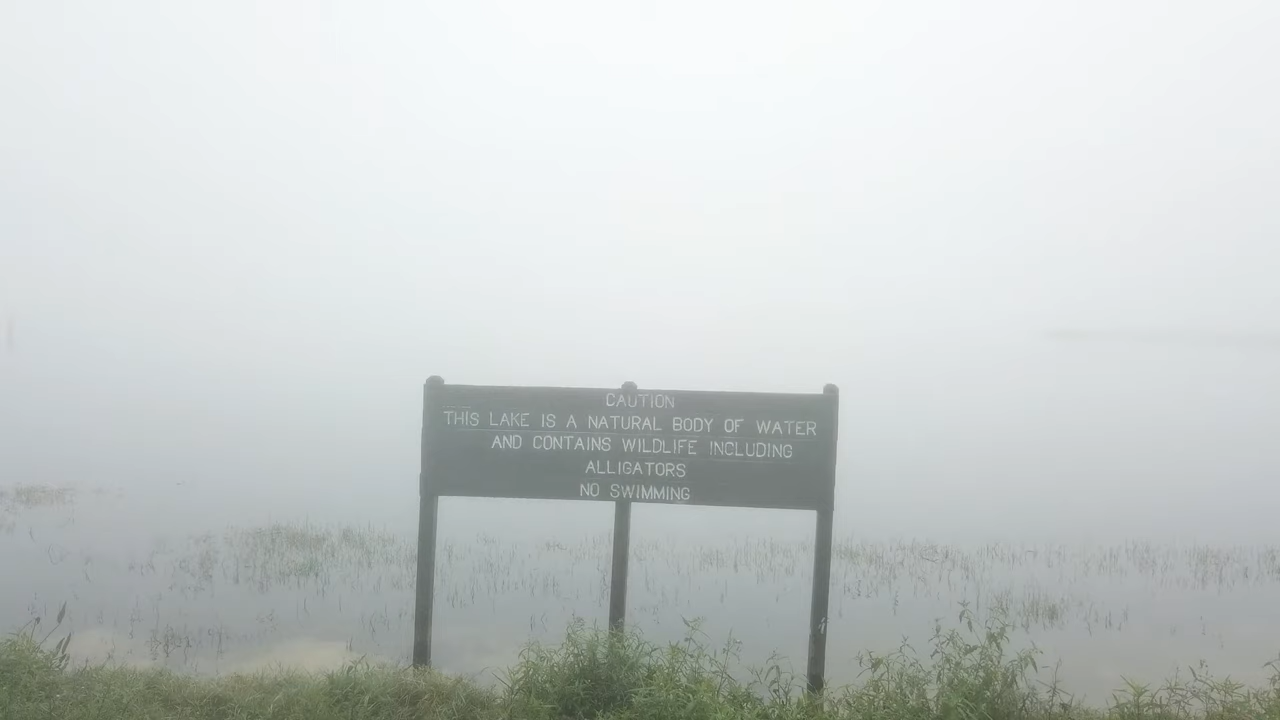 CAUTION
THIS LAKE IS A NATURAL BODY OF WATER
AND CONTAINS WILDLIFE INCLUDING
ALLIGATORS
NO SWIMMING